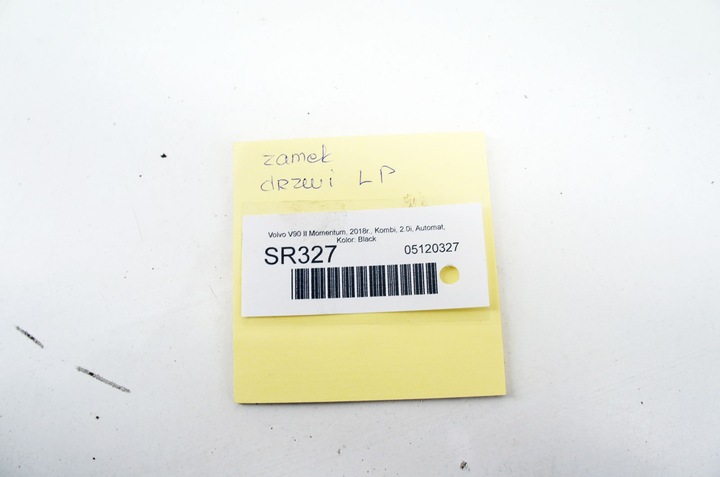 zamek
drzwi LP
Volvo V90 II Momentum, 2018r., Kombi, 2.0i, Automat,
Kolor: Black
SR327 05120327